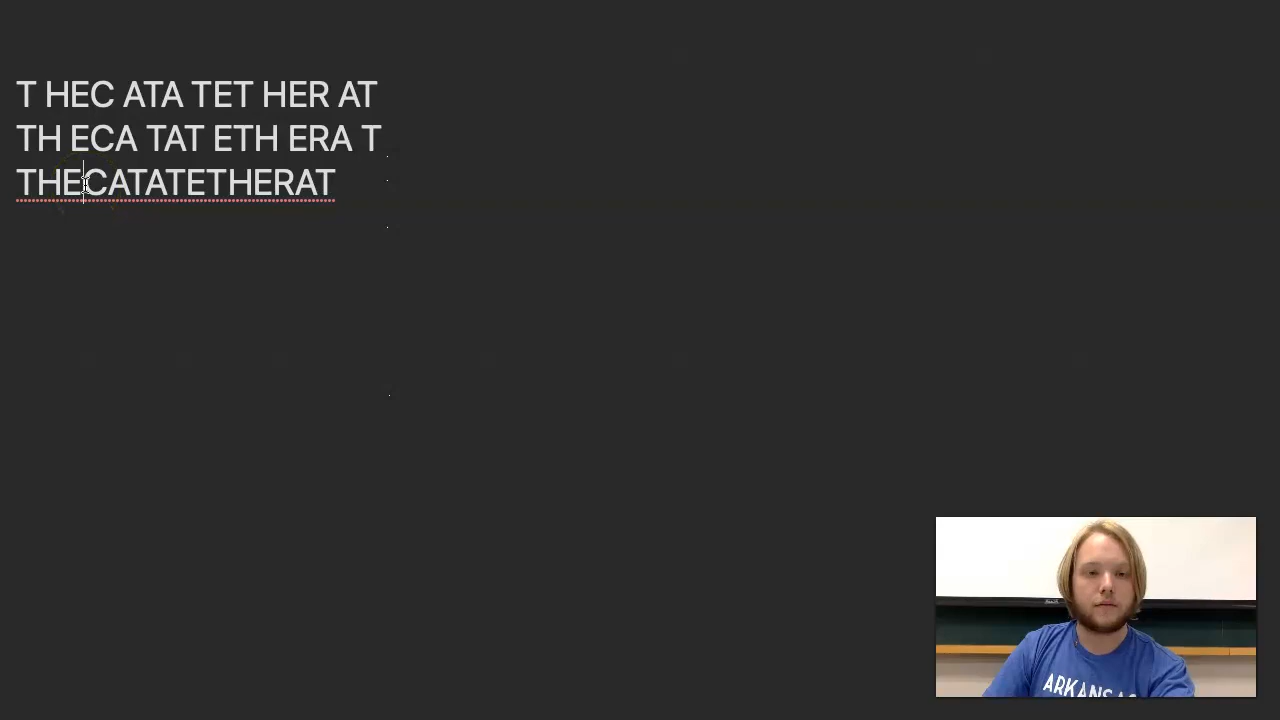 T HEC ATA TET HER AT
TH ECA TAT ETH ERA T
THECATATETHERAT